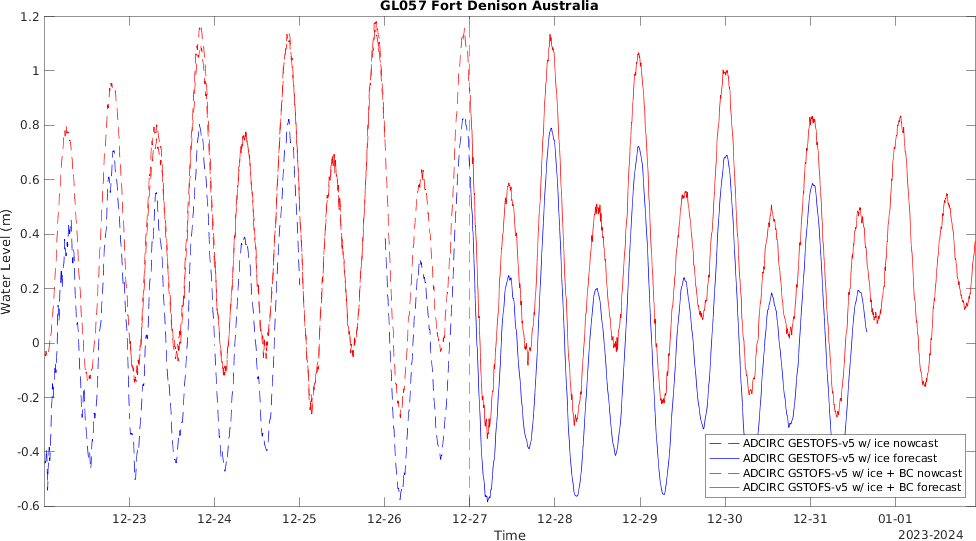 GL057 Fort Denison Australia
1.2
1
0.8
0.6
0.4
0.2
0
-0.2
-0.4
-0.6
Water Level (m)
ADCIRC GESTOFS-v5 w/ ice nowcast
ADCIRC GESTOFS-v5 w/ ice forecast
ADCIRC GSTOFS-v5 w/ ice + BC nowcast
ADCIRC GSTOFS-v5 w/ ice + BC forecast
12-23 12-24 12-25 12-26 12-27 12-28 12-29 12-30 12-31 01-01
Time
2023-2024